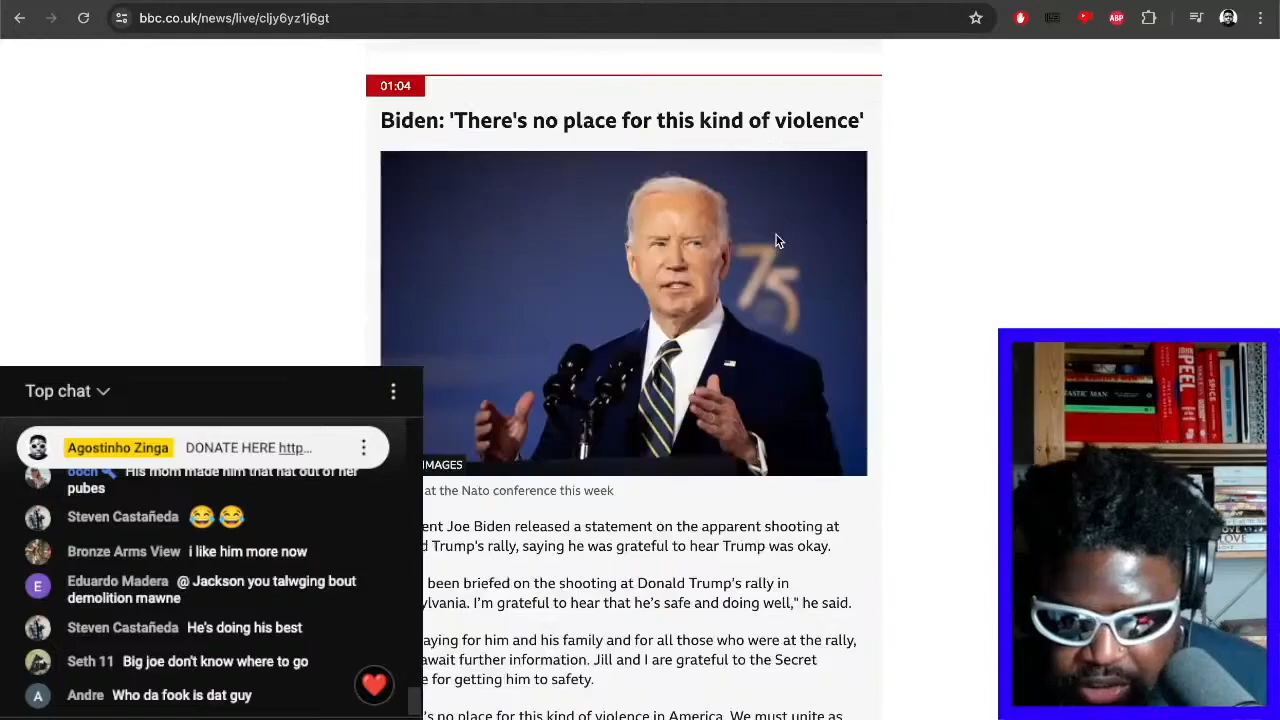 bbc.co.uk/news/live/cljy6yz1j6gt
ABP
01:04
Biden: 'There's no place for this kind of violence'
75
IMAGES
at the Nato conference this week
ent Joe Biden released a statement on the apparent shooting at
d Trump's rally, saying he was grateful to hear Trump was okay.
been briefed on the shooting at Donald Trump's rally in
ylvania. I'm grateful to hear that he's safe and doing well," he said.
aying for him and his family and for all those who were at the rally,
await further information. Jill and I are grateful to the Secret
e for getting him to safety.
's no place for this kind of violence in America. We must unite as
Top chat
Agostinho Zinga DONATE HERE http...
doch His mom made him that hat out of her
pubes
Steven Castañeda 😂😂
Bronze Arms View i like him more now
E Eduardo Madera @ Jackson you talwging bout
demolition mawne
Steven Castañeda He's doing his best
Seth 11 Big joe don't know where to go
A Andre Who da fook is dat guy
TASTIC MAN
PEEL
SPICE
LOVE